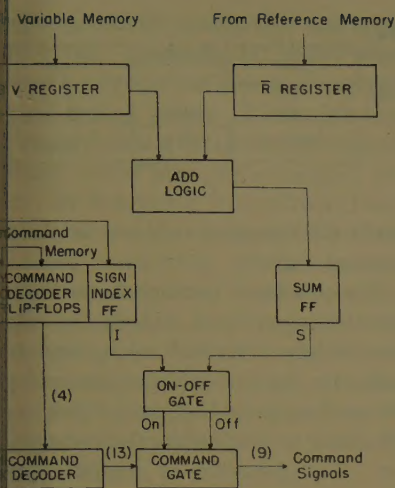 Variable Memory
From Reference Memory
V REGISTER
R̅ REGISTER
ADD
LOGIC
Command
Memory
COMMAND
DECODER
LIP-FLOPS
SIGN
INDEX
FF
SUM
FF
I
S
ON-OFF
GATE
(4)
On
Off
COMMAND
DECODER
(13)
COMMAND
GATE
(9)
Command
Signals